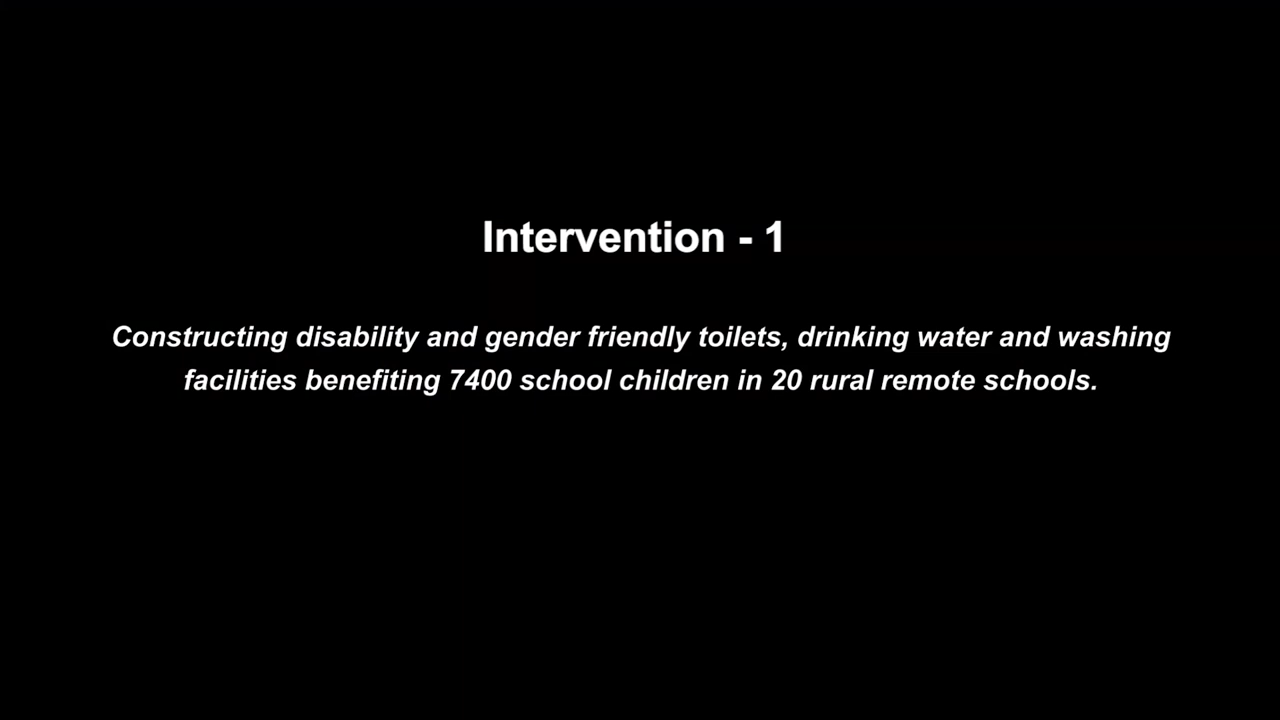 Intervention - 1
Constructing disability and gender friendly toilets, drinking water and washing
facilities benefiting 7400 school children in 20 rural remote schools.